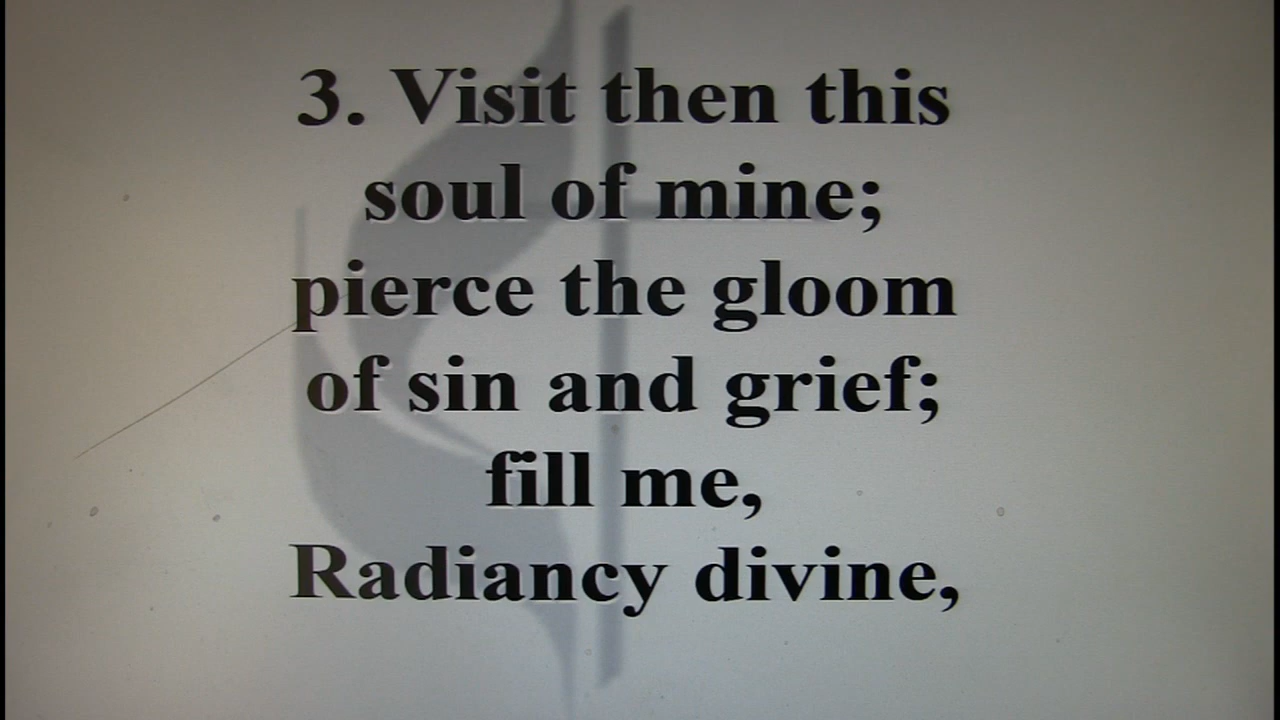 3. Visit then this
soul of mine;
pierce the gloom
of sin and grief;
fill me,
Radiancy divine,